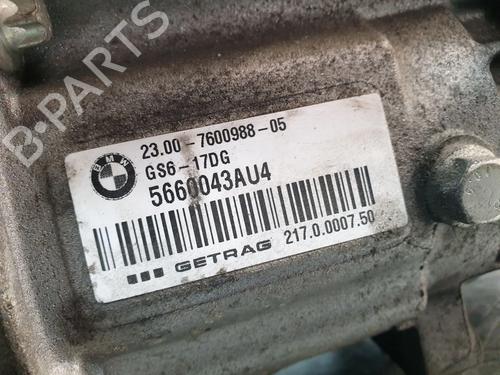 B-PARTS
BMW
23.00-7600988-05
GS6-17DG
5660043AU4
GETRAG 217.0.0007.50